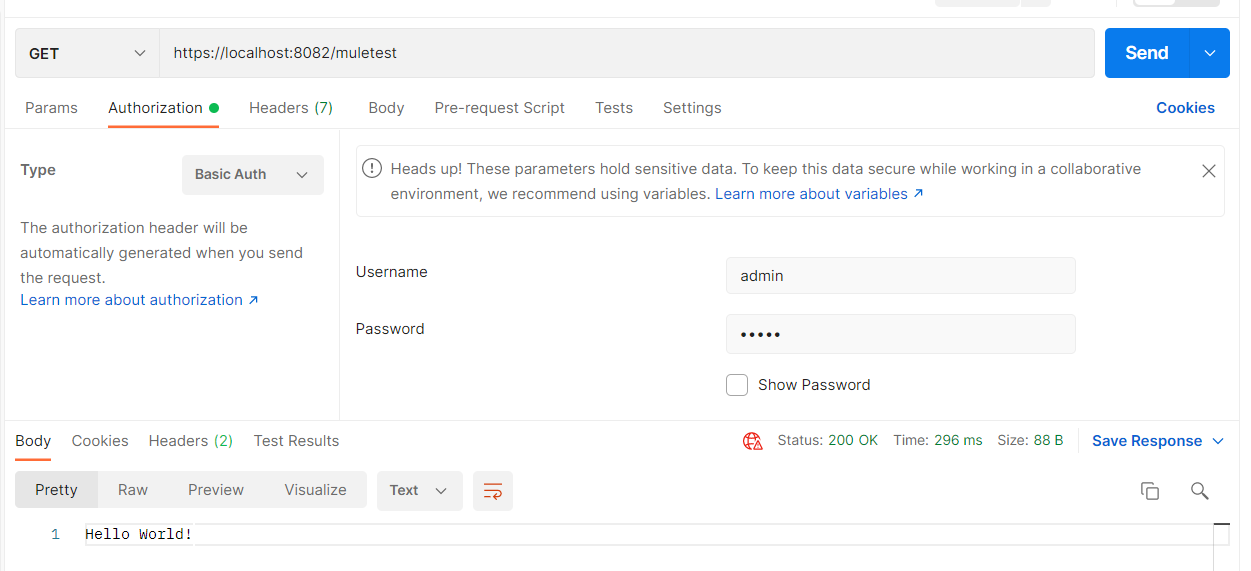 GET https://localhost:8082/muletest Send
Params Authorization Headers (7) Body Pre-request Script Tests Settings Cookies
Type Basic Auth
The authorization header will be
automatically generated when you send
the request.
Learn more about authorization ↗
Heads up! These parameters hold sensitive data. To keep this data secure while working in a collaborative
environment, we recommend using variables. Learn more about variables ↗
Username admin
Password •••••
Show Password
Body Cookies Headers (2) Test Results Status: 200 OK Time: 296 ms Size: 88 B Save Response
Pretty Raw Preview Visualize Text
1 Hello World!